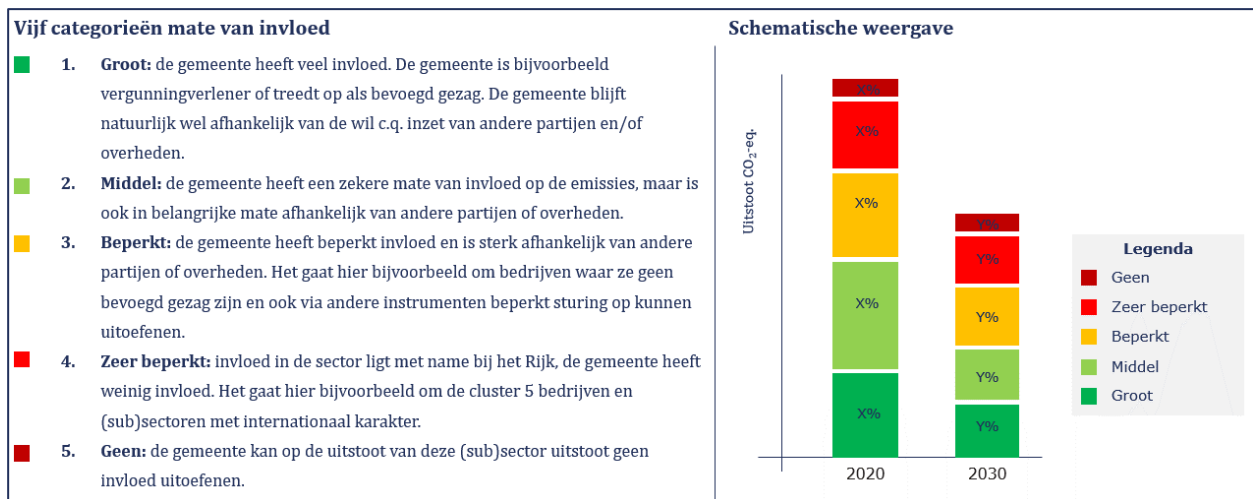 Vijf categorieën mate van invloed
1. Groot: de gemeente heeft veel invloed. De gemeente is bijvoorbeeld
vergunningverlener of treedt op als bevoegd gezag. De gemeente blijft
natuurlijk wel afhankelijk van de wil c.q. inzet van andere partijen en/of
overheden.
2. Middel: de gemeente heeft een zekere mate van invloed op de emissies, maar is
ook in belangrijke mate afhankelijk van andere partijen of overheden.
3. Beperkt: de gemeente heeft beperkt invloed en is sterk afhankelijk van andere
partijen of overheden. Het gaat hier bijvoorbeeld om bedrijven waar ze geen
bevoegd gezag zijn en ook via andere instrumenten beperkt sturing op kunnen
uitoefenen.
4. Zeer beperkt: invloed in de sector ligt met name bij het Rijk, de gemeente heeft
weinig invloed. Het gaat hier bijvoorbeeld om de cluster 5 bedrijven en
(sub)sectoren met internationaal karakter.
5. Geen: de gemeente kan op de uitstoot van deze (sub)sector uitstoot geen
invloed uitoefenen.
Schematische weergave
Uitstoot CO₂-eq.
X%
X%
X%
X%
X%
2020
Y%
Y%
Y%
Y%
Y%
2030
Legenda
Geen
Zeer beperkt
Beperkt
Middel
Groot